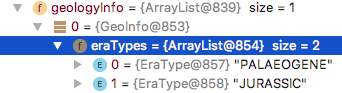 f geologyInfo = {ArrayList@839} size = 1
0 = {GeoInfo@853}
f eraTypes = {ArrayList@854} size = 2
E 0 = {EraType@857} "PALAEOGENE"
E 1 = {EraType@858} "JURASSIC"